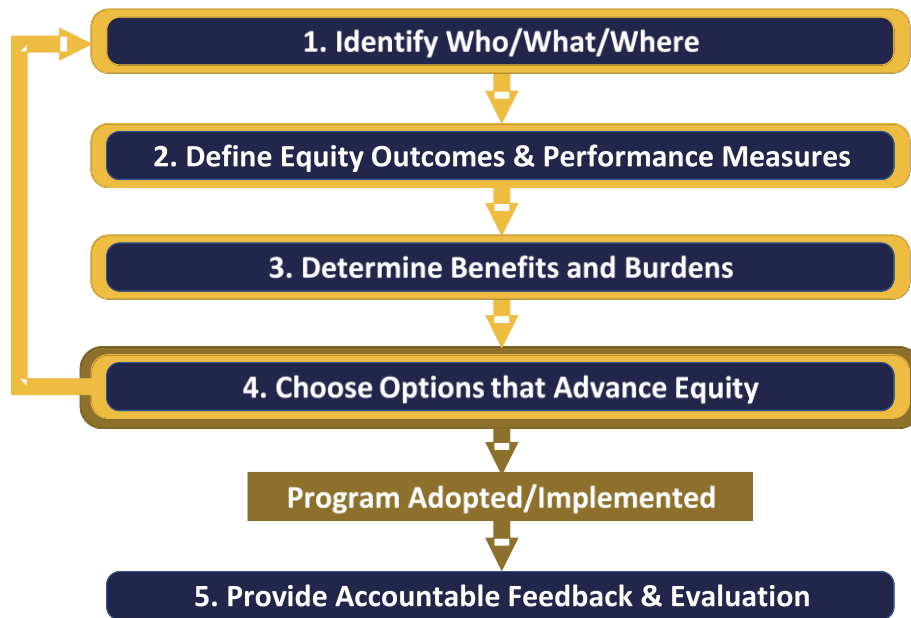 1. Identify Who/What/Where
2. Define Equity Outcomes & Performance Measures
3. Determine Benefits and Burdens
4. Choose Options that Advance Equity
Program Adopted/Implemented
5. Provide Accountable Feedback & Evaluation